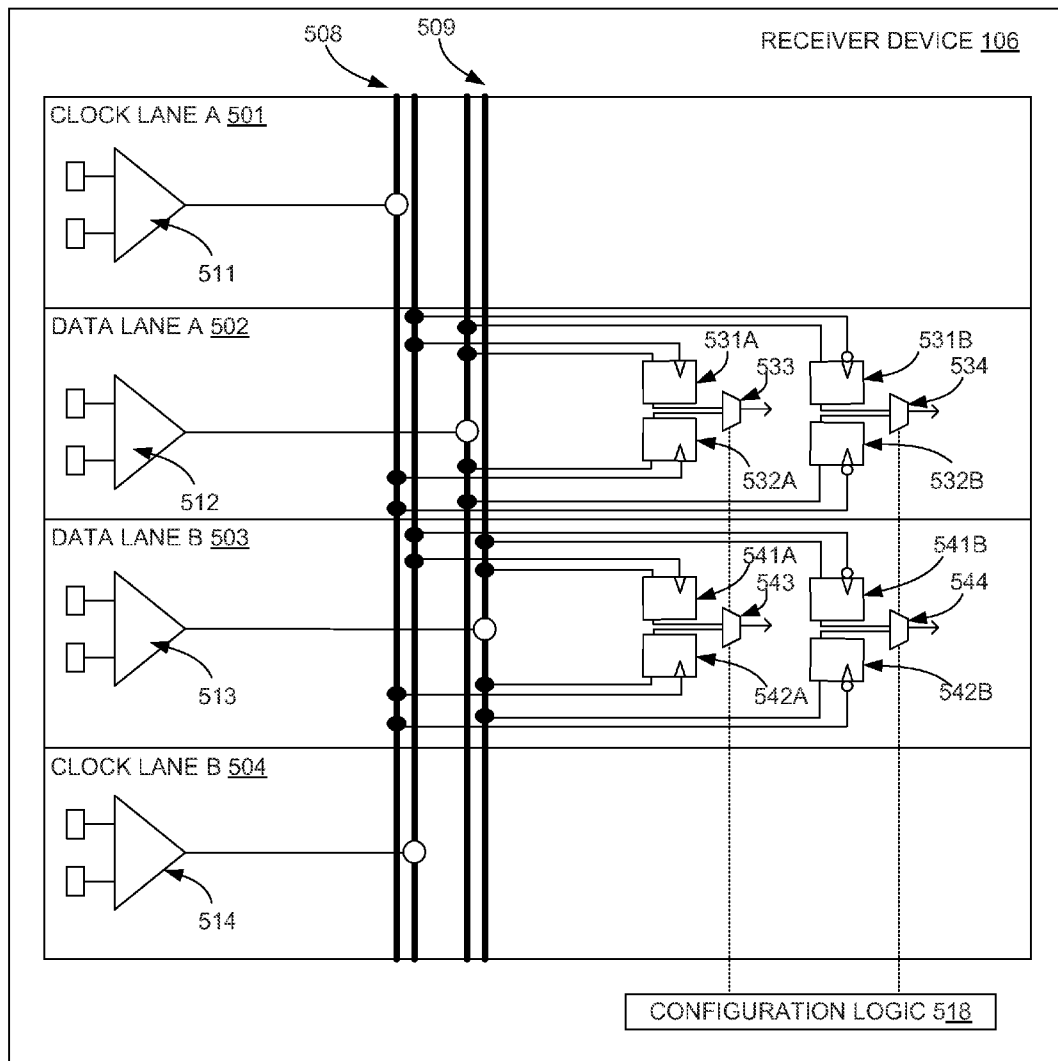 508
509
RECEIVER DEVICE 106
CLOCK LANE A 501
511
DATA LANE A 502
531A
533
531B
534
512
532A
532B
DATA LANE B 503
541A
543
541B
544
513
542A
542B
CLOCK LANE B 504
514
CONFIGURATION LOGIC 518